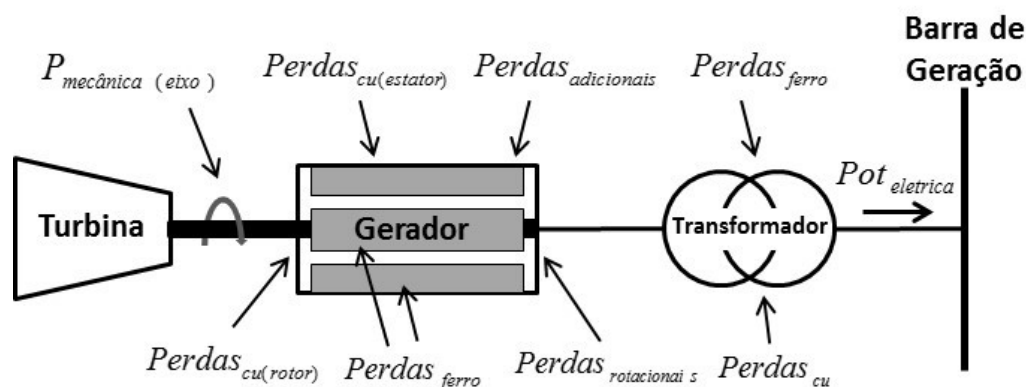 Barra de
Geração
P mecânica ( eixo )
Perdas cu(estator)
Perdas adicionais
Perdas ferro
Pot eletrica
Turbina
Gerador
Transformador
Perdas cu(rotor)
Perdas ferro
Perdas rotacionai s
Perdas cu